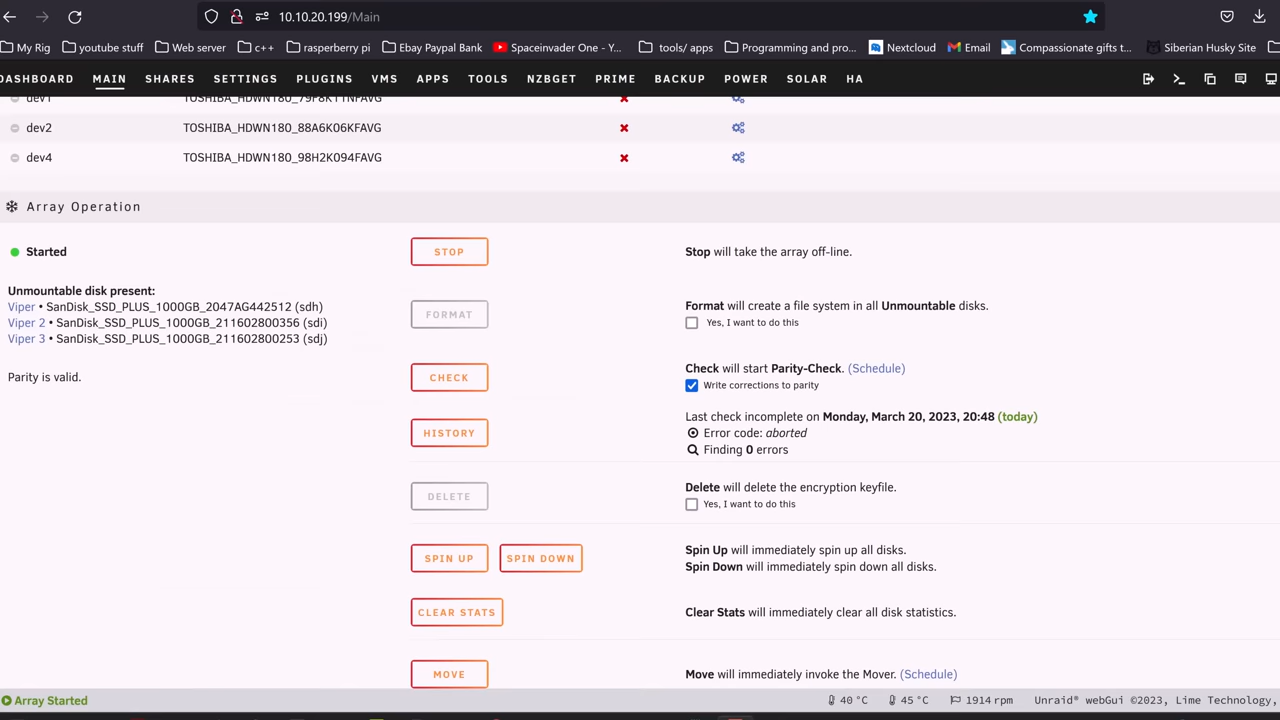 10.10.20.199/Main
My Rig youtube stuff Web server c++ rasperberry pi Ebay Paypal Bank Spaceinvader One - Y... tools/ apps Programming and pro... Nextcloud Email Compassionate gifts t... Siberian Husky Site
DASHBOARD MAIN SHARES SETTINGS PLUGINS VMS APPS TOOLS NZBGET PRIME BACKUP POWER SOLAR HA
dev1
dev2 TOSHIBA_HDWN180_88A6K06KFAVG
dev4 TOSHIBA_HDWN180_98H2K094FAVG
Array Operation
Started STOP Stop will take the array off-line.
Unmountable disk present:
Viper • SanDisk_SSD_PLUS_1000GB_2047AG442512 (sdh)
Viper 2 • SanDisk_SSD_PLUS_1000GB_211602800356 (sdi)
Viper 3 • SanDisk_SSD_PLUS_1000GB_211602800253 (sdj)
FORMAT Format will create a file system in all Unmountable disks.
Yes, I want to do this
Parity is valid. CHECK Check will start Parity-Check. (Schedule)
Write corrections to parity
HISTORY Last check incomplete on Monday, March 20, 2023, 20:48 (today)
Error code: aborted
Finding 0 errors
DELETE Delete will delete the encryption keyfile.
Yes, I want to do this
SPIN UP SPIN DOWN Spin Up will immediately spin up all disks.
Spin Down will immediately spin down all disks.
CLEAR STATS Clear Stats will immediately clear all disk statistics.
MOVE Move will immediately invoke the Mover. (Schedule)
Array Started 40 °C 45 °C 1914 rpm Unraid® webGui ©2023, Lime Technology,